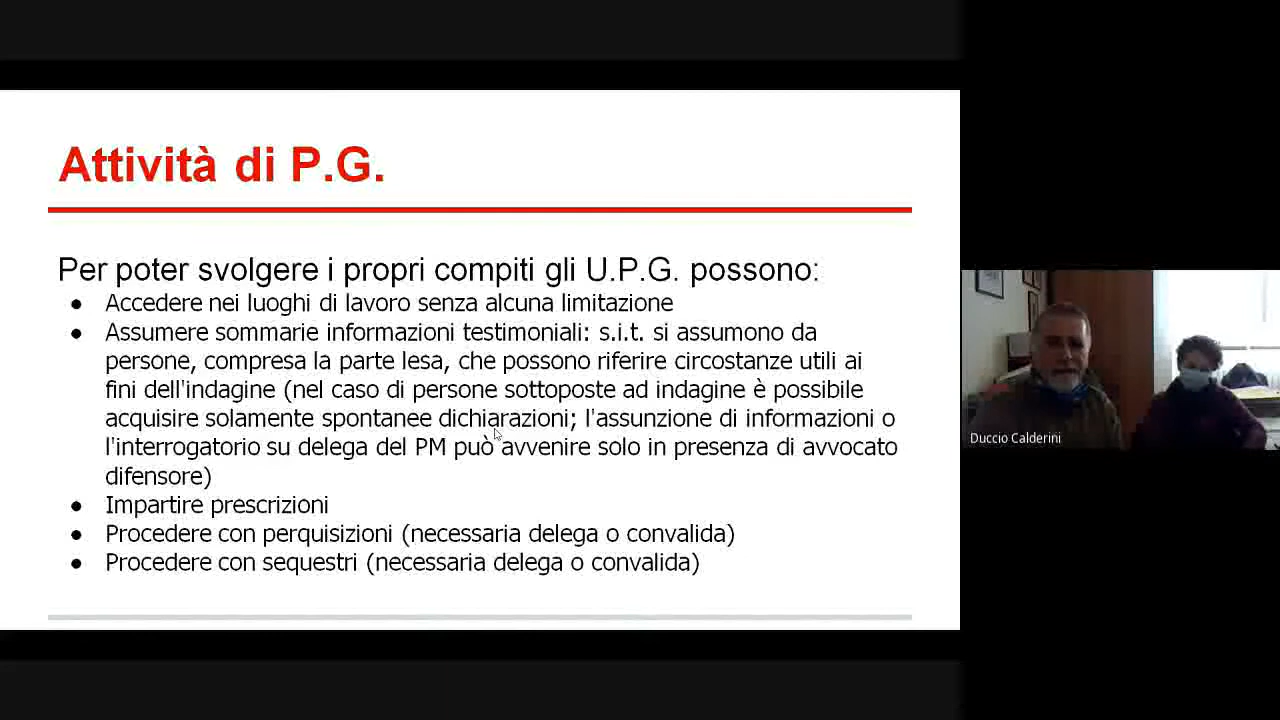 Attività di P.G.
Per poter svolgere i propri compiti gli U.P.G. possono:
● Accedere nei luoghi di lavoro senza alcuna limitazione
● Assumere sommarie informazioni testimoniali: s.i.t. si assumono da
persone, compresa la parte lesa, che possono riferire circostanze utili ai
fini dell'indagine (nel caso di persone sottoposte ad indagine è possibile
acquisire solamente spontanee dichiarazioni; l'assunzione di informazioni o
l'interrogatorio su delega del PM può avvenire solo in presenza di avvocato
difensore)
● Impartire prescrizioni
● Procedere con perquisizioni (necessaria delega o convalida)
● Procedere con sequestri (necessaria delega o convalida)
Duccio Calderini